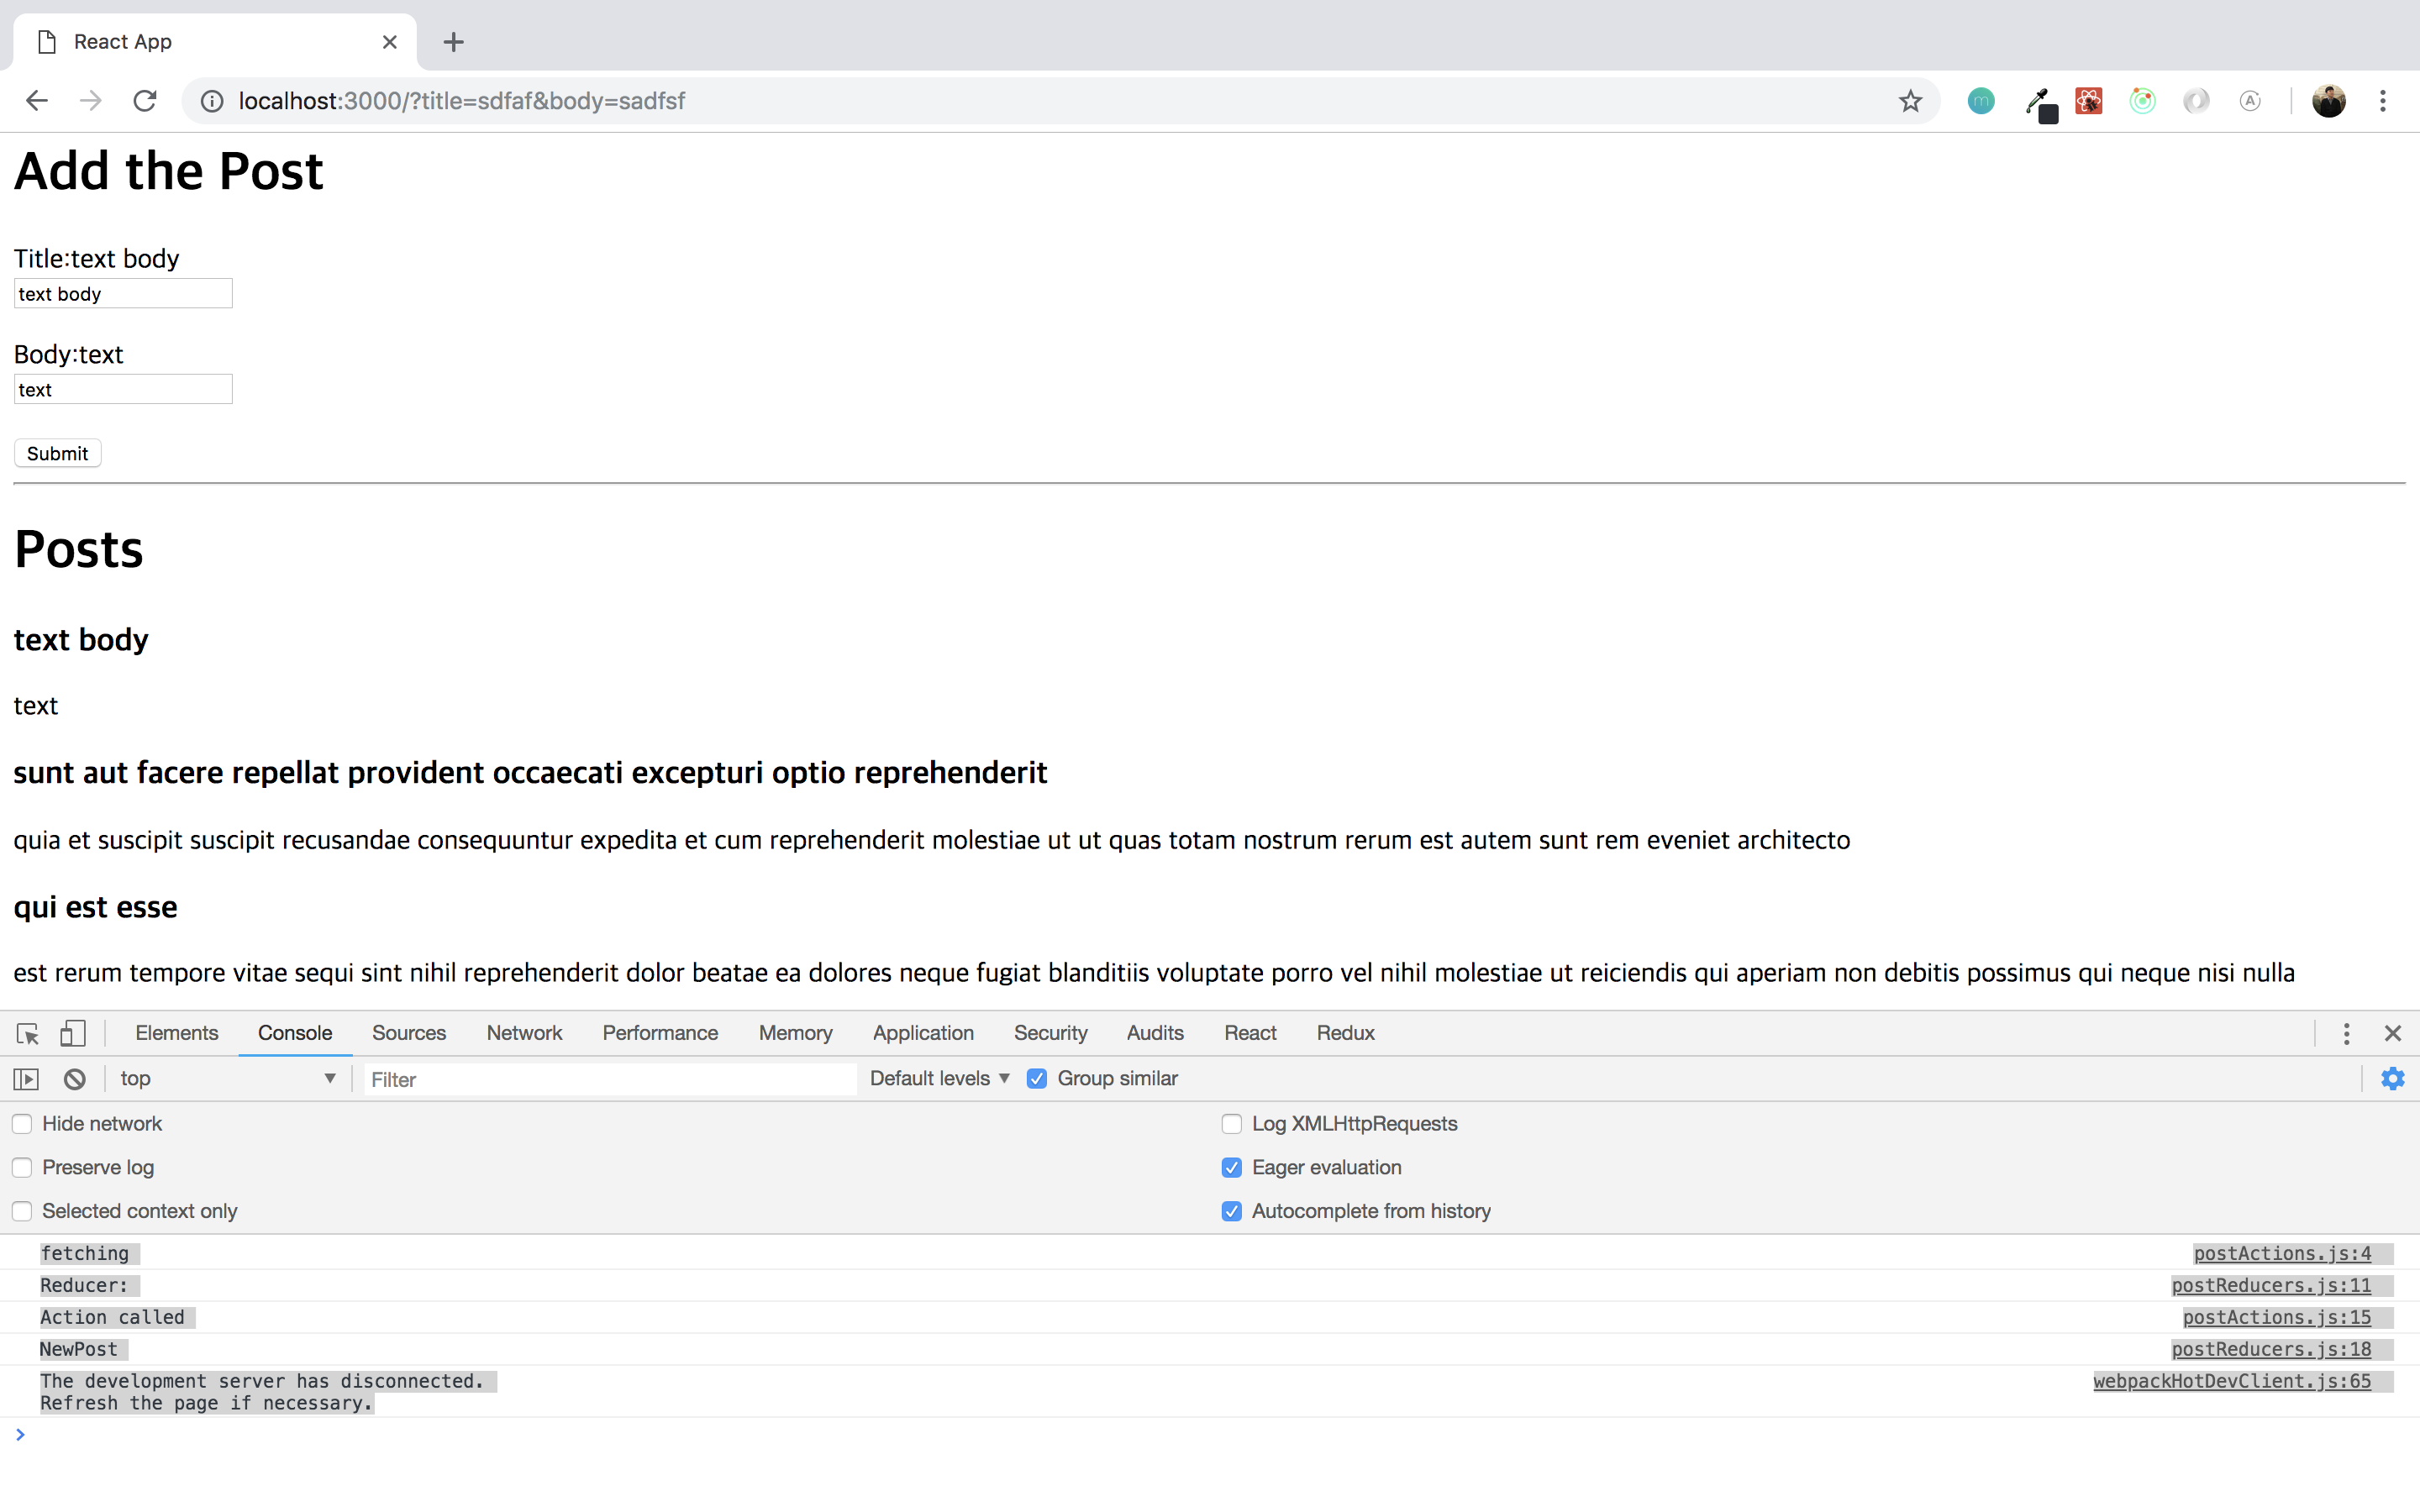 React App
localhost:3000/?title=sdfaf&body=sadfsf
m
A
Add the Post
Title:text body
text body
Body:text
text
Submit
Posts
text body
text
sunt aut facere repellat provident occaecati excepturi optio reprehenderit
quia et suscipit suscipit recusandae consequuntur expedita et cum reprehenderit molestiae ut ut quas totam nostrum rerum est autem sunt rem eveniet architecto
qui est esse
est rerum tempore vitae sequi sint nihil reprehenderit dolor beatae ea dolores neque fugiat blanditiis voluptate porro vel nihil molestiae ut reiciendis qui aperiam non debitis possimus qui neque nisi nulla
Elements Console Sources Network Performance Memory Application Security Audits React Redux
top Filter Default levels Group similar
Hide network Log XMLHttpRequests
Preserve log Eager evaluation
Selected context only Autocomplete from history
fetching postActions.js:4
Reducer: postReducers.js:11
Action called postActions.js:15
NewPost postReducers.js:18
The development server has disconnected. webpackHotDevClient.js:65
Refresh the page if necessary.